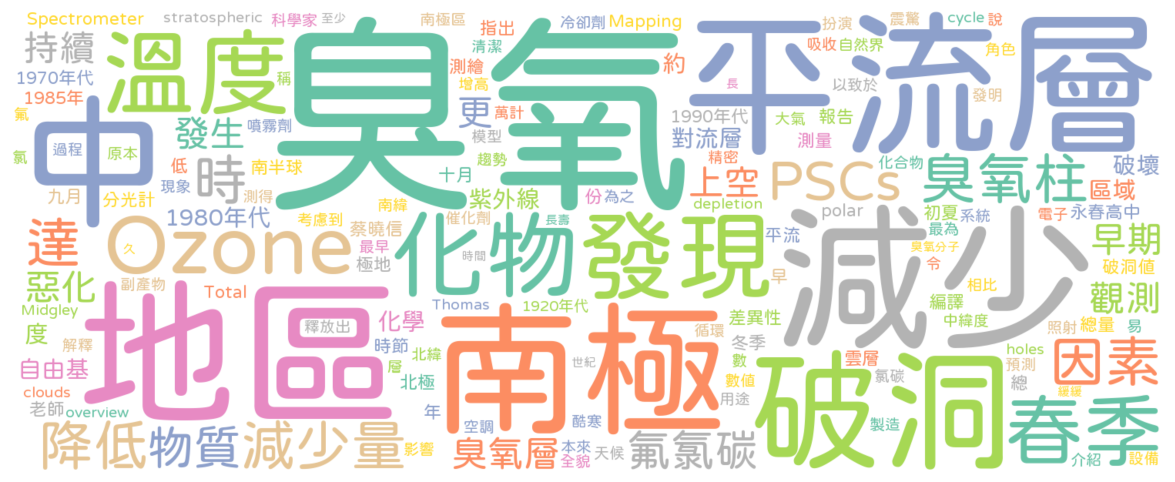 Spectrometer
stratospheric
科學家
至少
南極區
冷卻劑
Mapping
扮演
震驚
cycle
說
持續
溫度
臭氧
平流層
指出
清潔
吸收
自然界
角色
1970年代
稱
測繪
約
1985年
增高
長
以致於
發明
氟
中
發生
噴霧劑
更
萬計
1990年代
大氣
報告
氯
過程
原本
低
南半球
時
模型
對流層
測量
趨勢
精密
化合物
破壞
九月
分光計
現象
測得
十月
上空
PSCs
臭氧柱
區域
1980年代
考慮到
南緯
紫外線
份
為之
depletion
polar
初夏
系統
電子
永春高中
達
Ozone
蔡曉信
催化劑
長壽
化物
發現
平流
減少
最為
臭氧分子
早期
久
最早
極地
時間
早
令
破洞值
惡化
副產物
Total
1920年代
相比
觀測
Midgley
地區
釋放出
化學
Thomas
南極
差異性
編譯
中緯度
度
解釋
時節
循環
照射
總量
易
自由基
層
北緯
冬季
破洞
雲層
holes
因素
clouds
北極
世紀
數
預測
老師
overview
年
空調
酷寒
數值
氯碳
總
緩緩
用途
春季
降低
物質
減少量
影響
臭氧層
本來
全貌
天候
氟氯碳
製造
介紹
設備